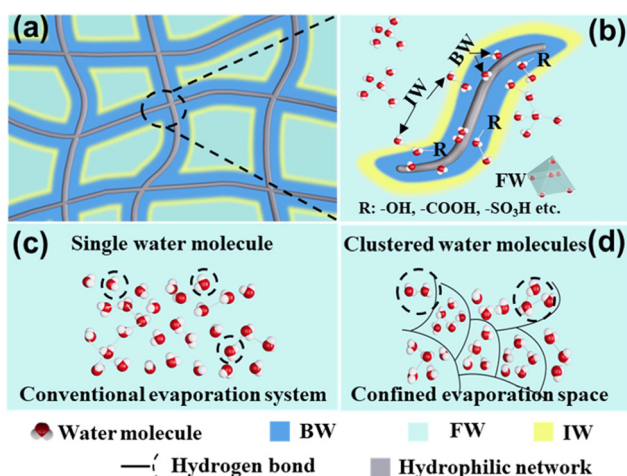 (a)
(b)
BW
IW
R
R
R
FW
R: -OH, -COOH, -SO₃H etc.
(c) Single water molecule
Conventional evaporation system
Clustered water molecules (d)
Confined evaporation space
Water molecule BW FW IW
Hydrogen bond Hydrophilic network